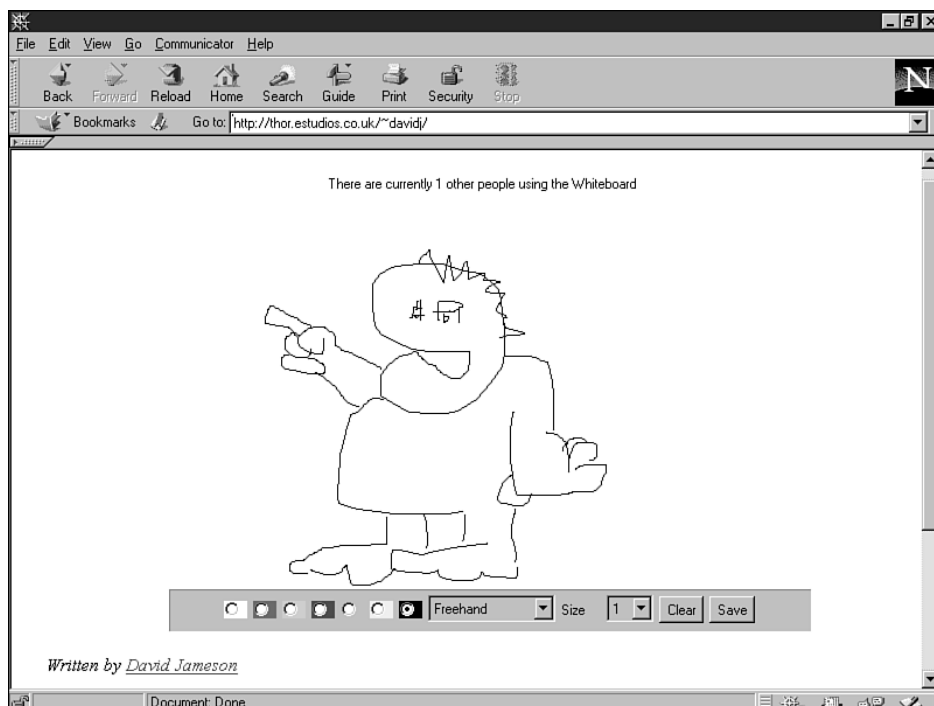 File Edit View Go Communicator Help
Back Forward Reload Home Search Guide Print Security Stop
N
Bookmarks Go to: http://thor.estudios.co.uk/~davidj/
There are currently 1 other people using the Whiteboard
Freehand Size 1 Clear Save
Written by David Jameson
Document: Done